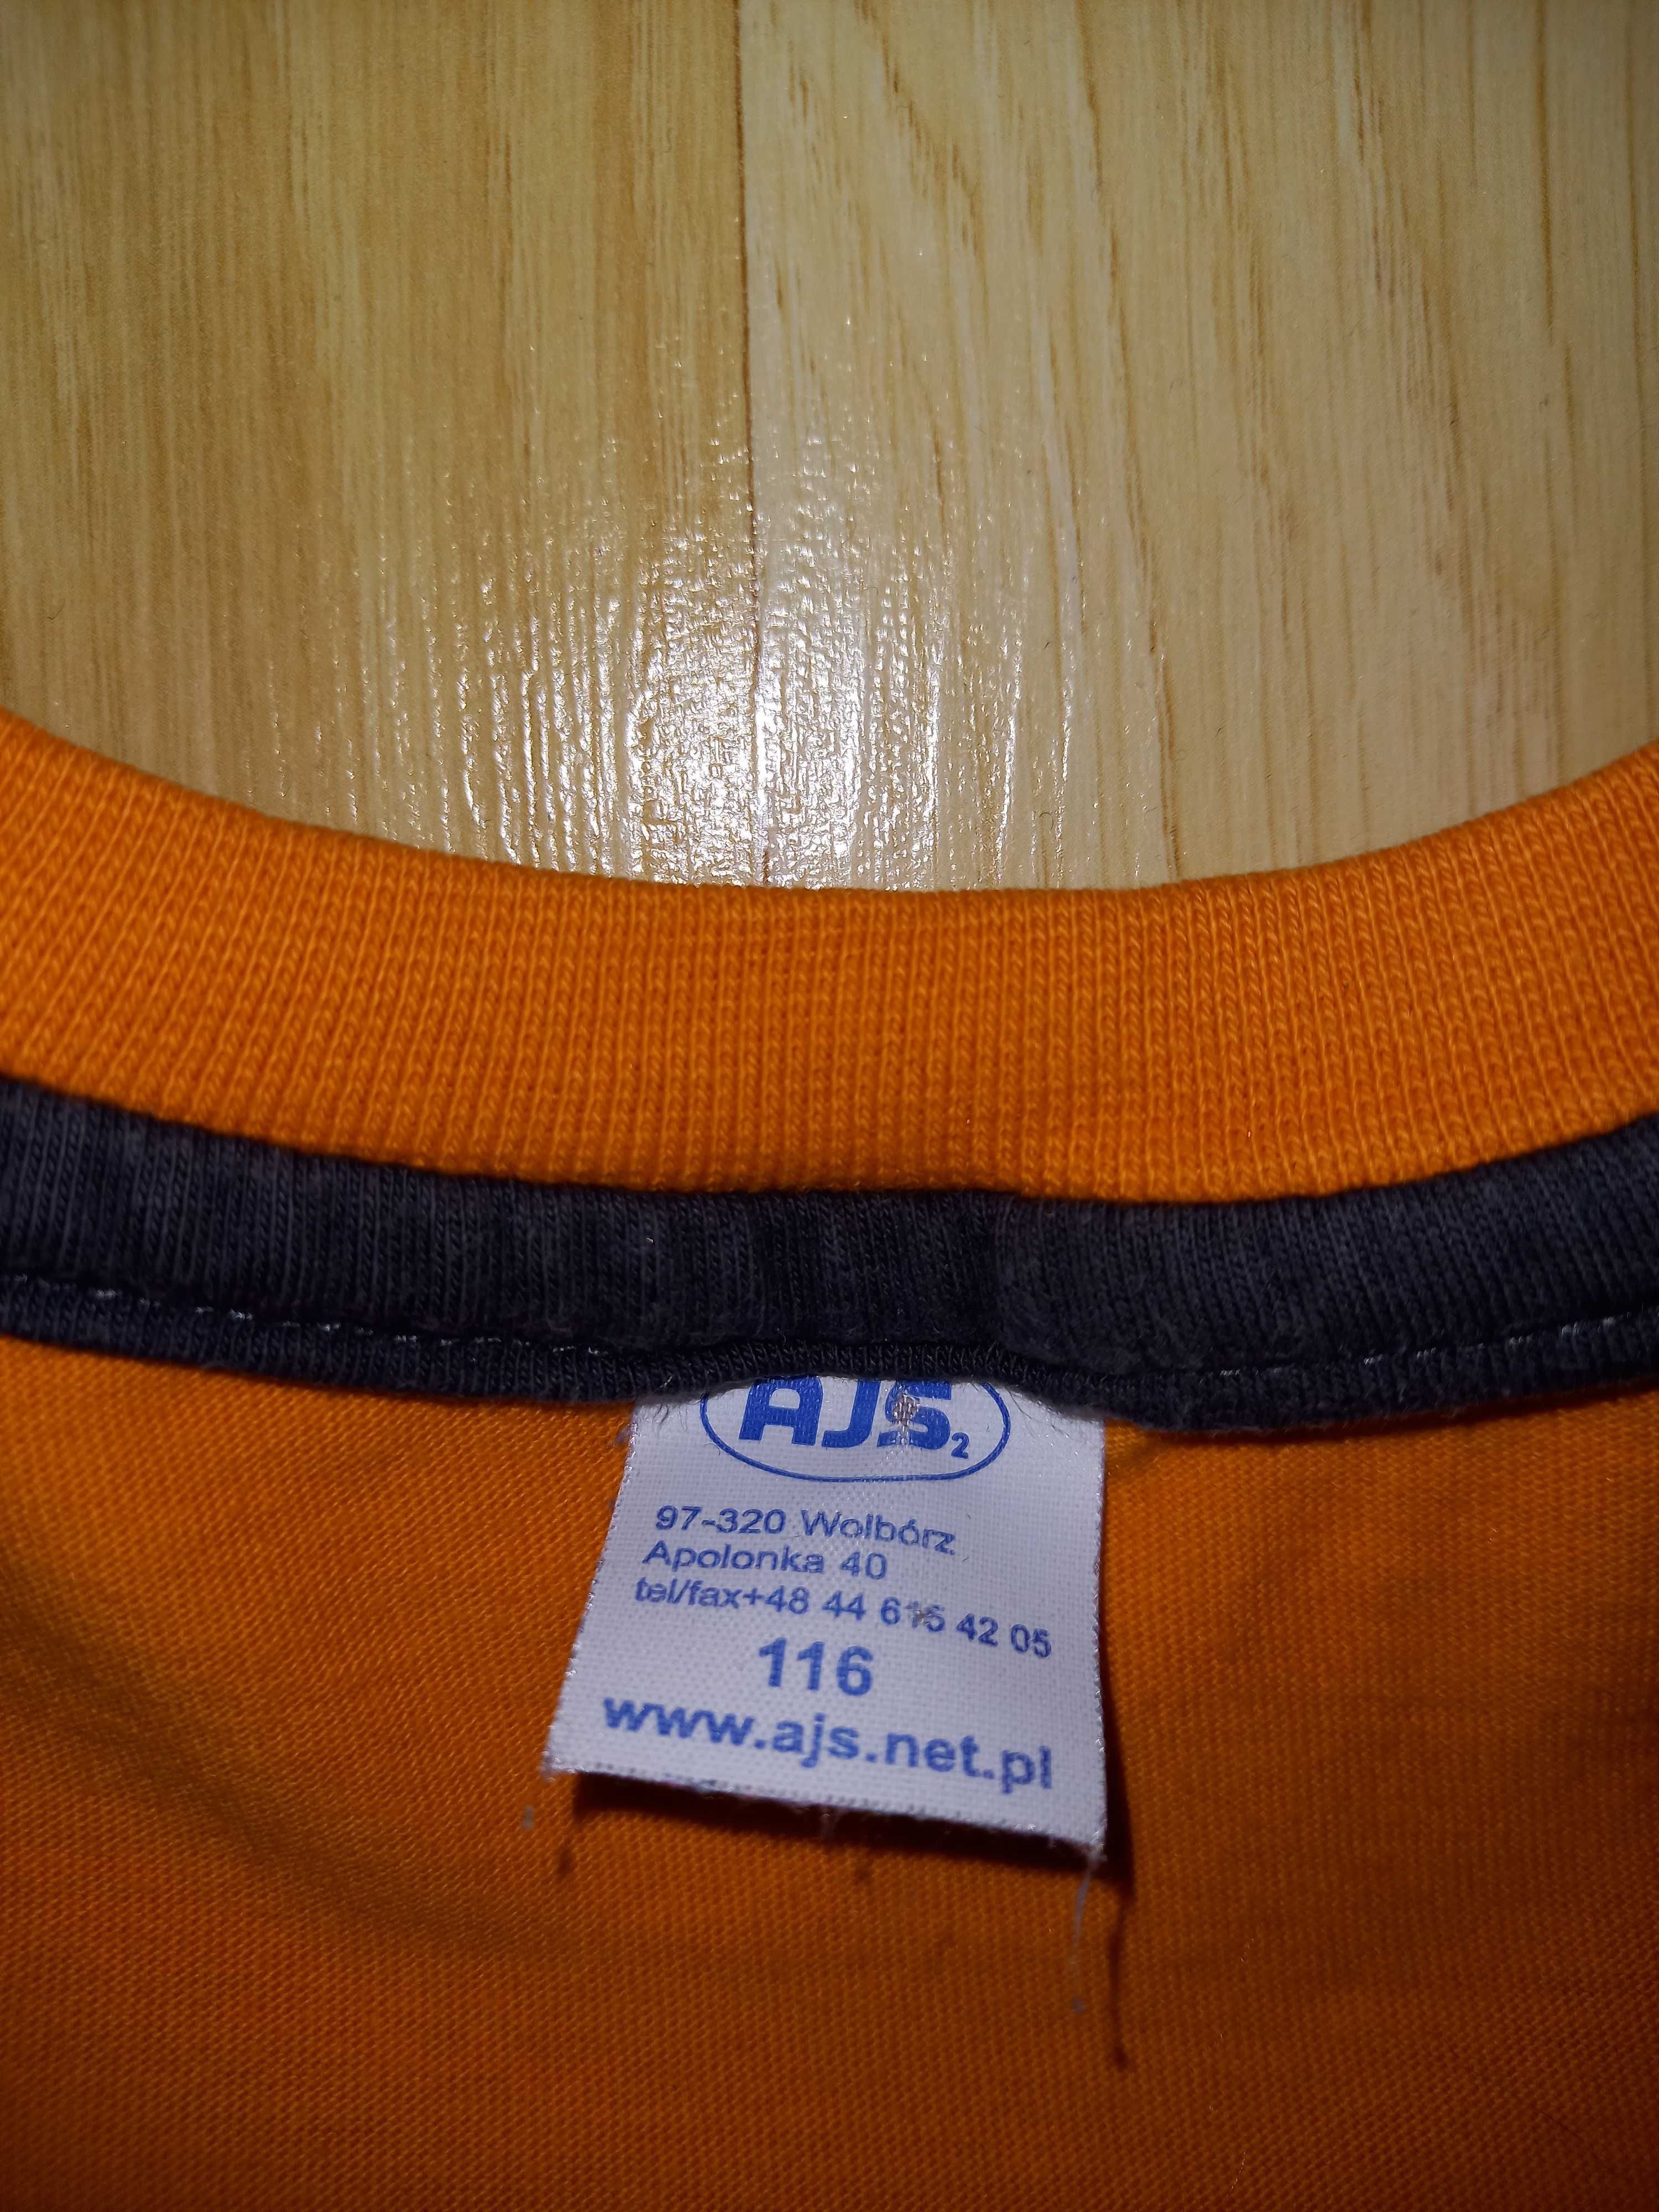 AJS2
97-320 Wolbórz
Apolonka 40
tel/fax+48 44 616 42 05
116
www.ajs.net.pl